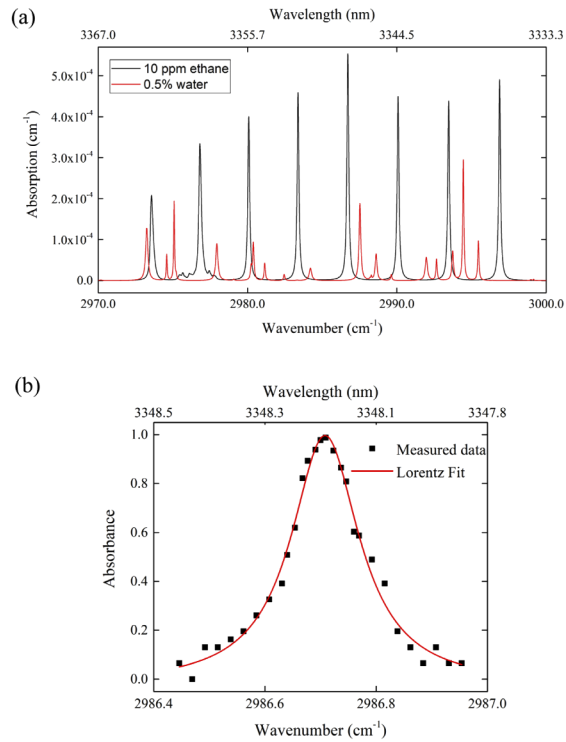 (a)
Wavelength (nm)
3367.0 3355.7 3344.5 3333.3
5.0x10⁻⁴
4.0x10⁻⁴
3.0x10⁻⁴
2.0x10⁻⁴
1.0x10⁻⁴
0.0
Absorption (cm⁻¹)
10 ppm ethane
0.5% water
2970.0 2980.0 2990.0 3000.0
Wavenumber (cm⁻¹)
(b)
Wavelength (nm)
3348.5 3348.3 3348.1 3347.8
1.0
0.8
0.6
0.4
0.2
0.0
Absorbance
Measured data
Lorentz Fit
2986.4 2986.6 2986.8 2987.0
Wavenumber (cm⁻¹)